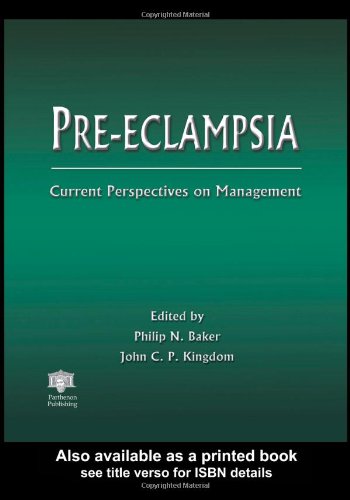 Copyrighted Material
PRE-ECLAMPSIA
Current Perspectives on Management
Edited by
Philip N. Baker
John C. P. Kingdom
Parthenon
Publishing
Also available as a printed book
see title verso for ISBN details
Copyrighted Material